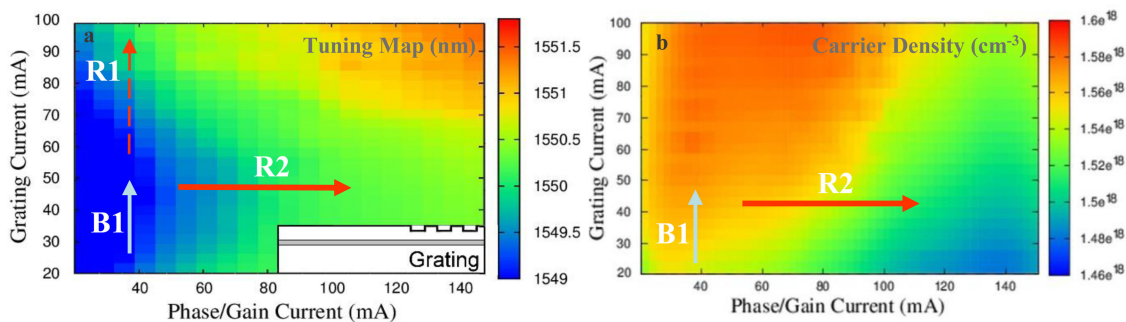 a
Tuning Map (nm)
R1
R2
B1
Grating
Grating Current (mA)
100
90
80
70
60
50
40
30
20
40
60
80
100
120
140
Phase/Gain Current (mA)
1551.5
1551
1550.5
1550
1549.5
1549
b
Carrier Density (cm⁻³)
R2
B1
Grating Current (mA)
100
90
80
70
60
50
40
30
20
40
60
80
100
120
140
Phase/Gain Current (mA)
1.6e¹⁸
1.58e¹⁸
1.56e¹⁸
1.54e¹⁸
1.52e¹⁸
1.5e¹⁸
1.48e¹⁸
1.46e¹⁸